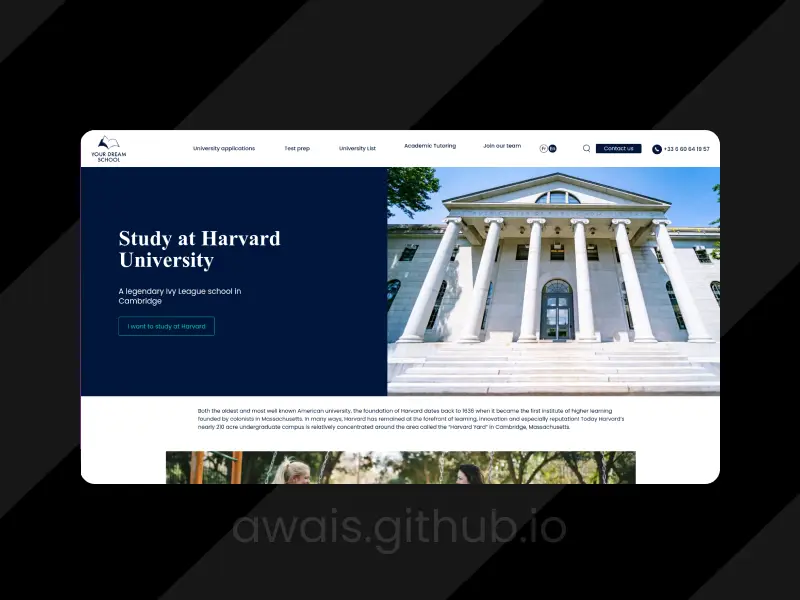 YOUR DREAM
SCHOOL
University applications
Test prep
University List
Academic Tutoring
Join our team
Fr
En
Contact us
+33 6 60 64 19 57
Study at Harvard
University
A legendary Ivy League school in
Cambridge
I want to study at Harvard
Both the oldest and most well known American university, the foundation of Harvard dates back to 1636 when it became the first institute of higher learning
founded by colonists in Massachusetts. In many ways, Harvard has remained at the forefront of learning, innovation and especially reputation! Today Harvard's
nearly 210 acre undergraduate campus is relatively concentrated around the area called the "Harvard Yard" in Cambridge, Massachusetts.
awais.github.io